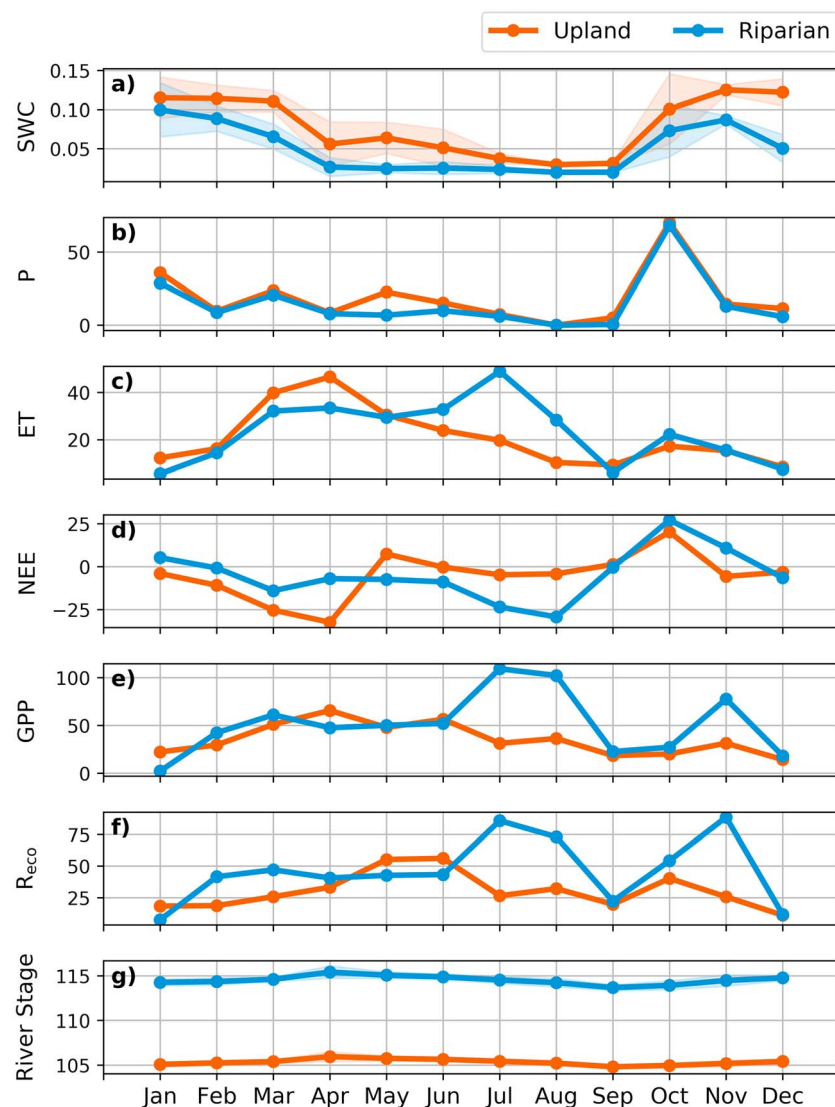 Upland Riparian
a)
SWC
0.15
0.10
0.05
b)
P
50
0
c)
ET
40
20
d)
NEE
25
0
−25
e)
GPP
100
50
0
f)
Reco
75
50
25
g)
River Stage
115
110
105
Jan Feb Mar Apr May Jun Jul Aug Sep Oct Nov Dec